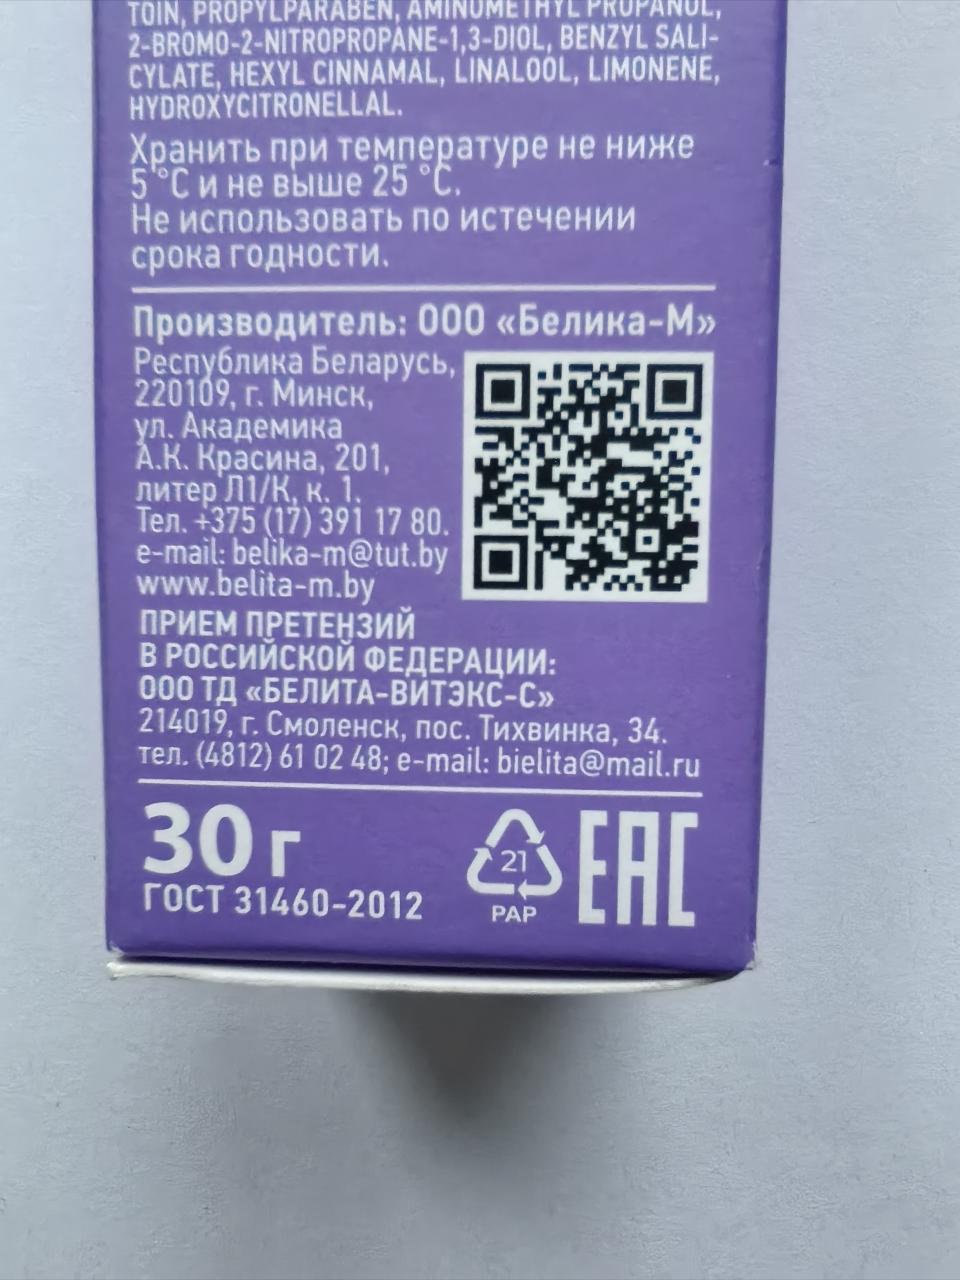 TOIN, PROPYLPARABEN, AMINOMETHYL PROPANOL,
2-BROMO-2-NITROPROPANE-1,3-DIOL, BENZYL SALI-
CYLATE, HEXYL CINNAMAL, LINALOOL, LIMONENE,
HYDROXYCITRONELLAL.
Хранить при температуре не ниже
5 °C и не выше 25 °C.
Не использовать по истечении
срока годности.
Производитель: ООО «Белика-М»
Республика Беларусь,
220109, г. Минск,
ул. Академика
А.К. Красина, 201,
литер Л1/К, к. 1.
Тел. +375 (17) 391 17 80.
e-mail: belika-m@tut.by
www.belita-m.by
ПРИЕМ ПРЕТЕНЗИЙ
В РОССИЙСКОЙ ФЕДЕРАЦИИ:
ООО ТД «БЕЛИТА-ВИТЭКС-С»
214019, г. Смоленск, пос. Тихвинка, 34.
тел. (4812) 61 02 48; e-mail: bielita@mail.ru
30 г
ГОСТ 31460-2012
21
PAP
EAC